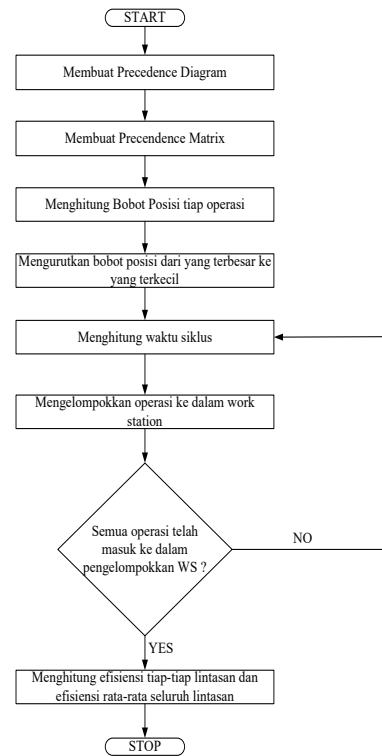 START
Membuat Precedence Diagram
Membuat Precendence Matrix
Menghitung Bobot Posisi tiap operasi
Mengurutkan bobot posisi dari yang terbesar ke
yang terkecil
Menghitung waktu siklus
Mengelompokkan operasi ke dalam work
station
Semua operasi telah
masuk ke dalam
pengelompokkan WS ?
NO
YES
Menghitung efisiensi tiap-tiap lintasan dan
efisiensi rata-rata seluruh lintasan
STOP